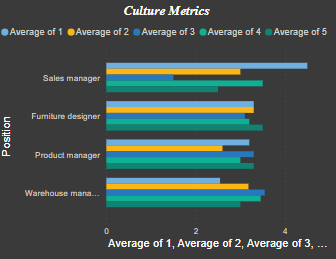 Culture Metrics
Average of 1 Average of 2 Average of 3 Average of 4 Average of 5
Sales manager
Furniture designer
Product manager
Warehouse mana...
Position
0 2 4
Average of 1, Average of 2, Average of 3, ...